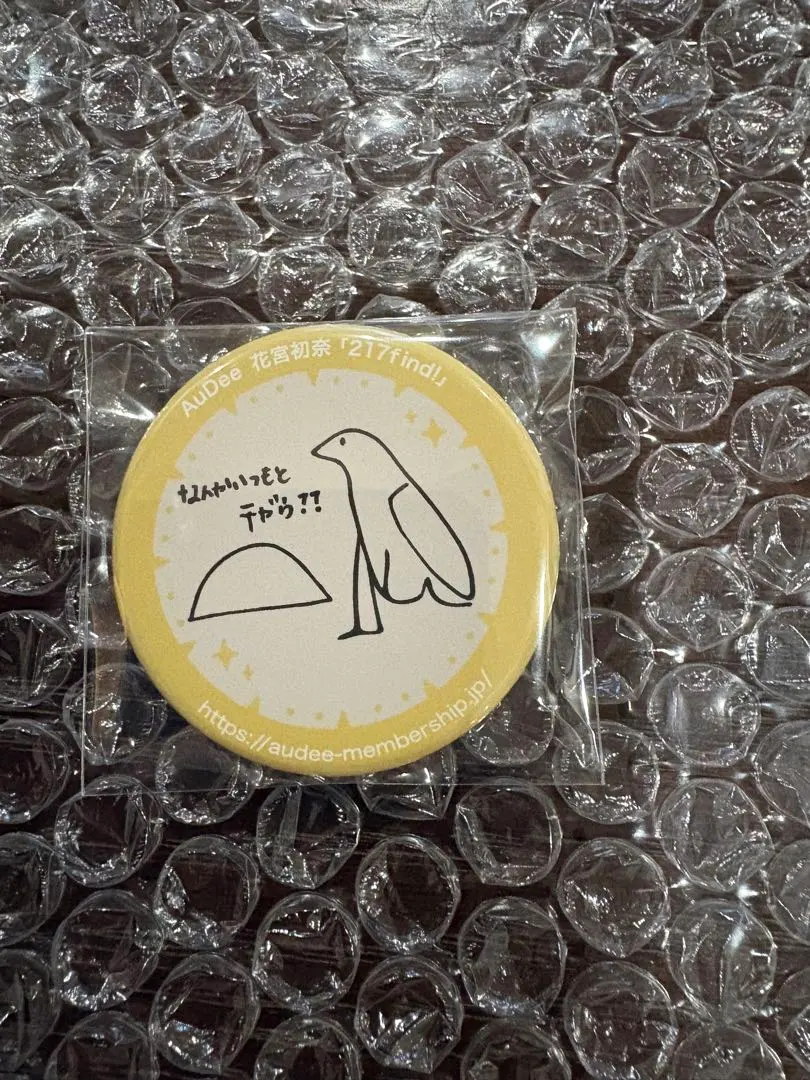 AuDee 花宮初奈「217find!」
なんかいつもと
チガウ??
https://audee-membership.jp/